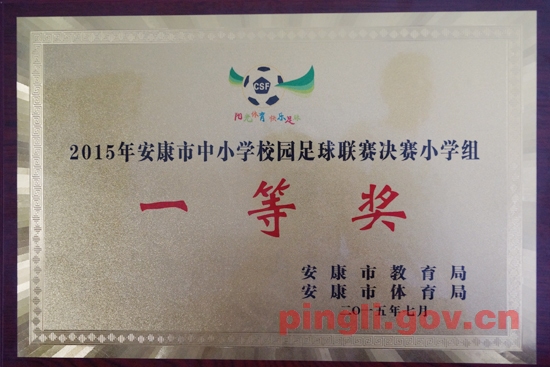 CSF
阳光体育 快乐足球
2015年安康市中小学校园足球联赛决赛小学组
一等奖
安康市教育局
安康市体育局
二〇一五年七月
pingli.gov.cn